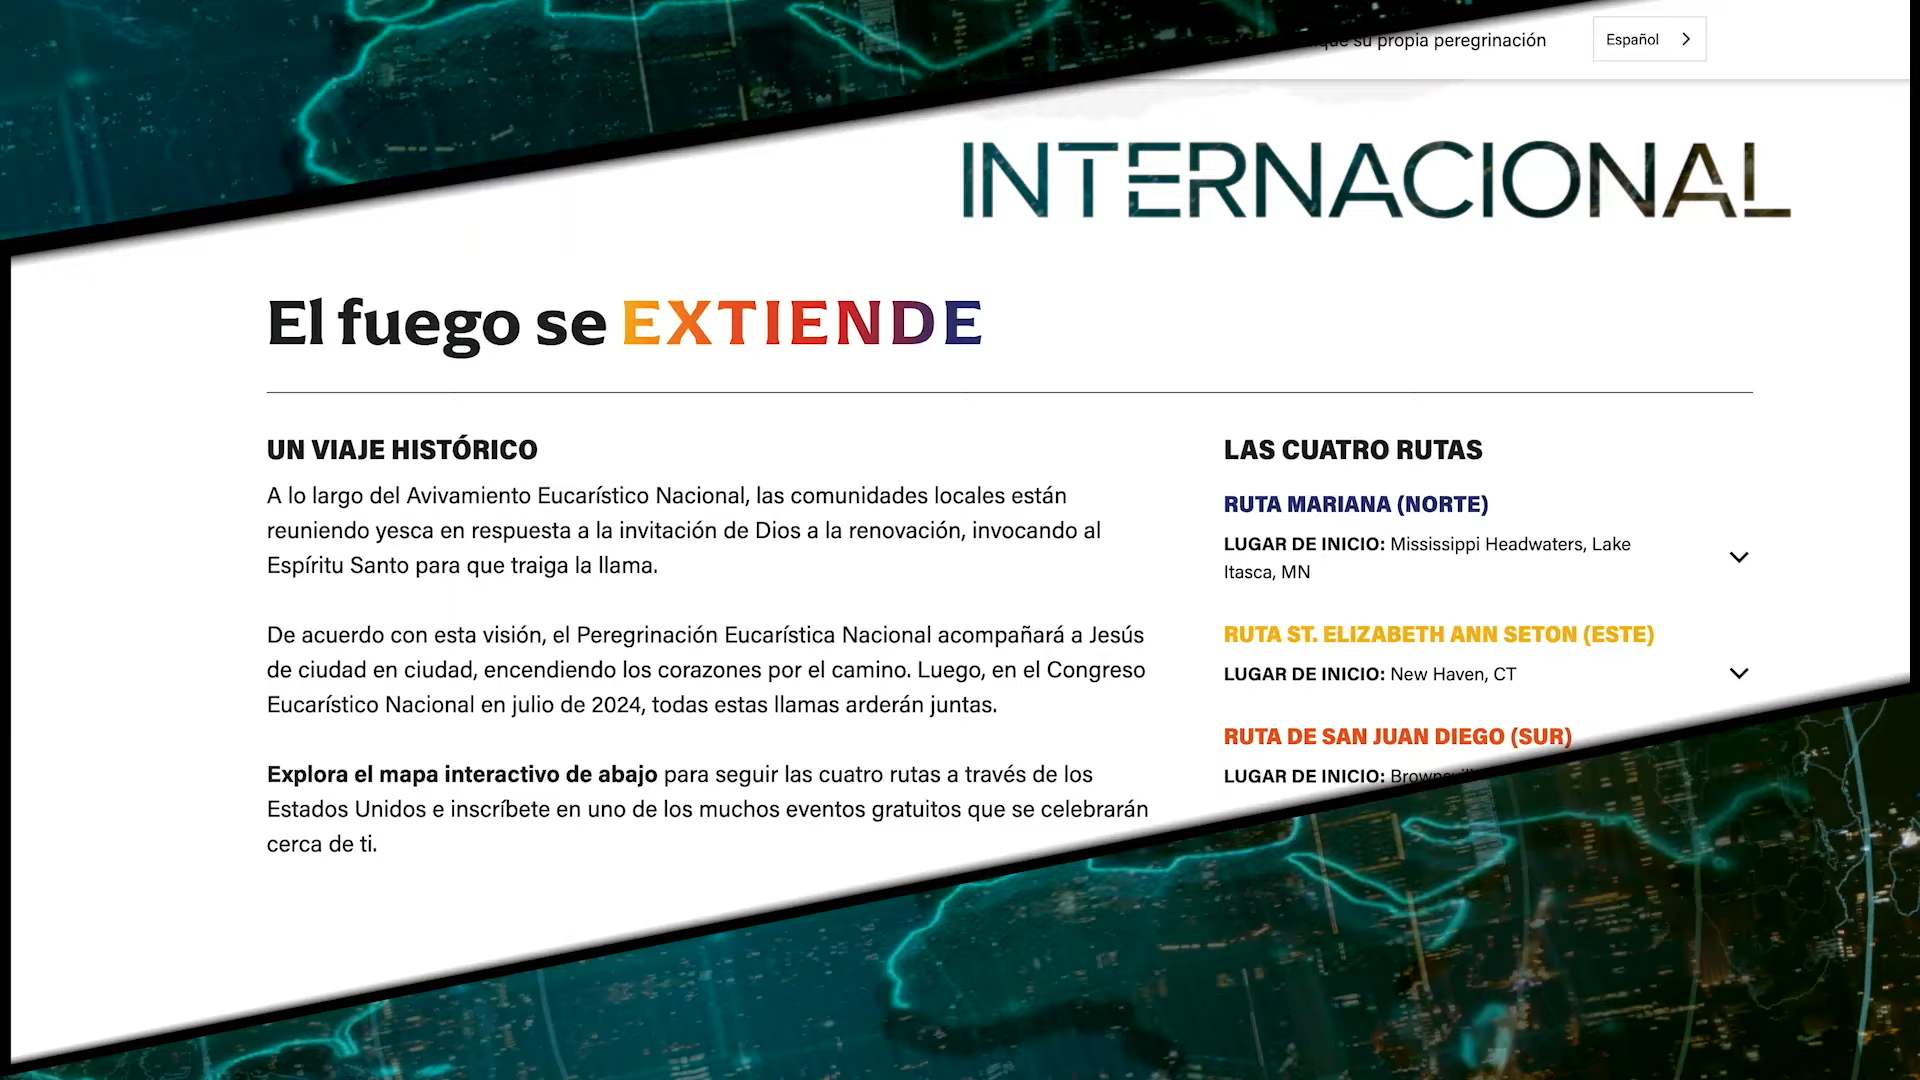 su propia peregrinación
Español
INTERNACIONAL
El fuego se EXTIENDE
UN VIAJE HISTÓRICO
A lo largo del Avivamiento Eucarístico Nacional, las comunidades locales están
reuniendo yesca en respuesta a la invitación de Dios a la renovación, invocando al
Espíritu Santo para que traiga la llama.
De acuerdo con esta visión, el Peregrinación Eucarística Nacional acompañará a Jesús
de ciudad en ciudad, encendiendo los corazones por el camino. Luego, en el Congreso
Eucarístico Nacional en julio de 2024, todas estas llamas arderán juntas.
Explora el mapa interactivo de abajo para seguir las cuatro rutas a través de los
Estados Unidos e inscríbete en uno de los muchos eventos gratuitos que se celebrarán
cerca de ti.
LAS CUATRO RUTAS
RUTA MARIANA (NORTE)
LUGAR DE INICIO: Mississippi Headwaters, Lake
Itasca, MN
RUTA ST. ELIZABETH ANN SETON (ESTE)
LUGAR DE INICIO: New Haven, CT
RUTA DE SAN JUAN DIEGO (SUR)
LUGAR DE INICIO: